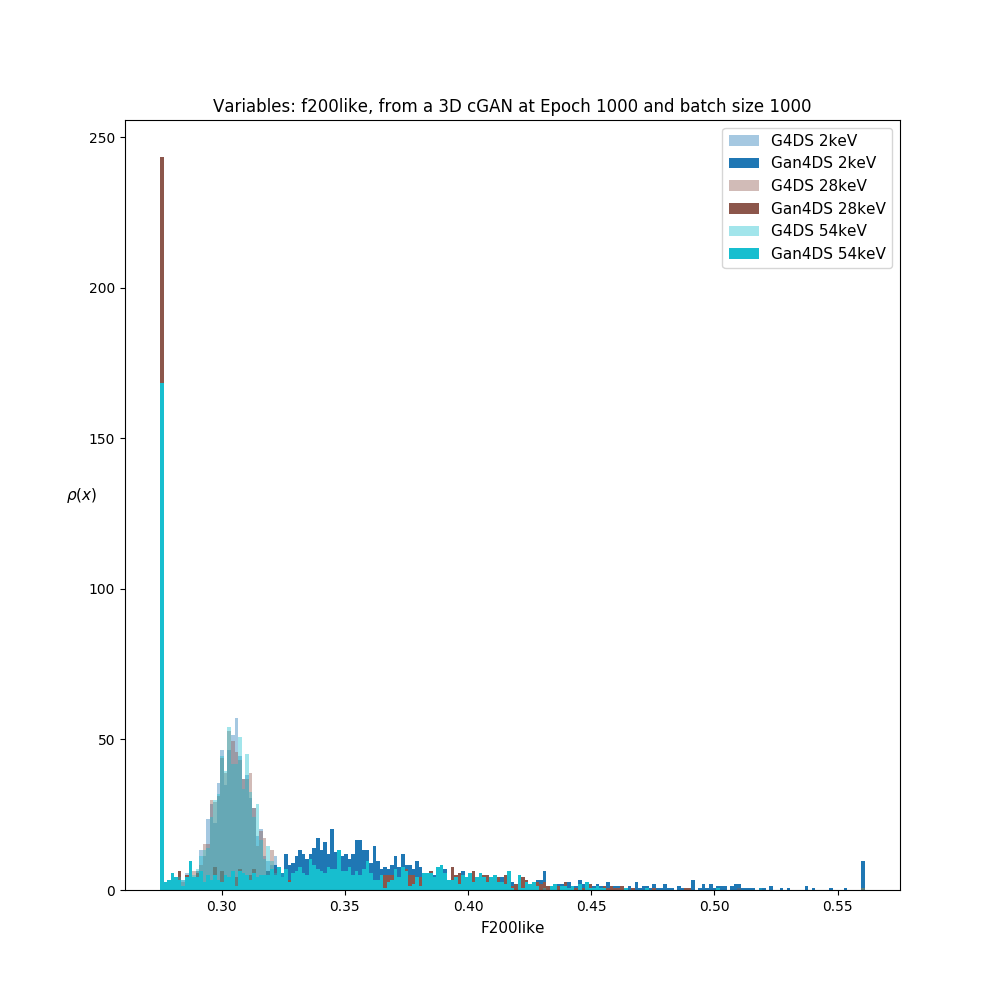 Variables: f200like, from a 3D cGAN at Epoch 1000 and batch size 1000
250
200
150
100
50
0
ρ(x)
G4DS 2keV
Gan4DS 2keV
G4DS 28keV
Gan4DS 28keV
G4DS 54keV
Gan4DS 54keV
0.30 0.35 0.40 0.45 0.50 0.55
F200like